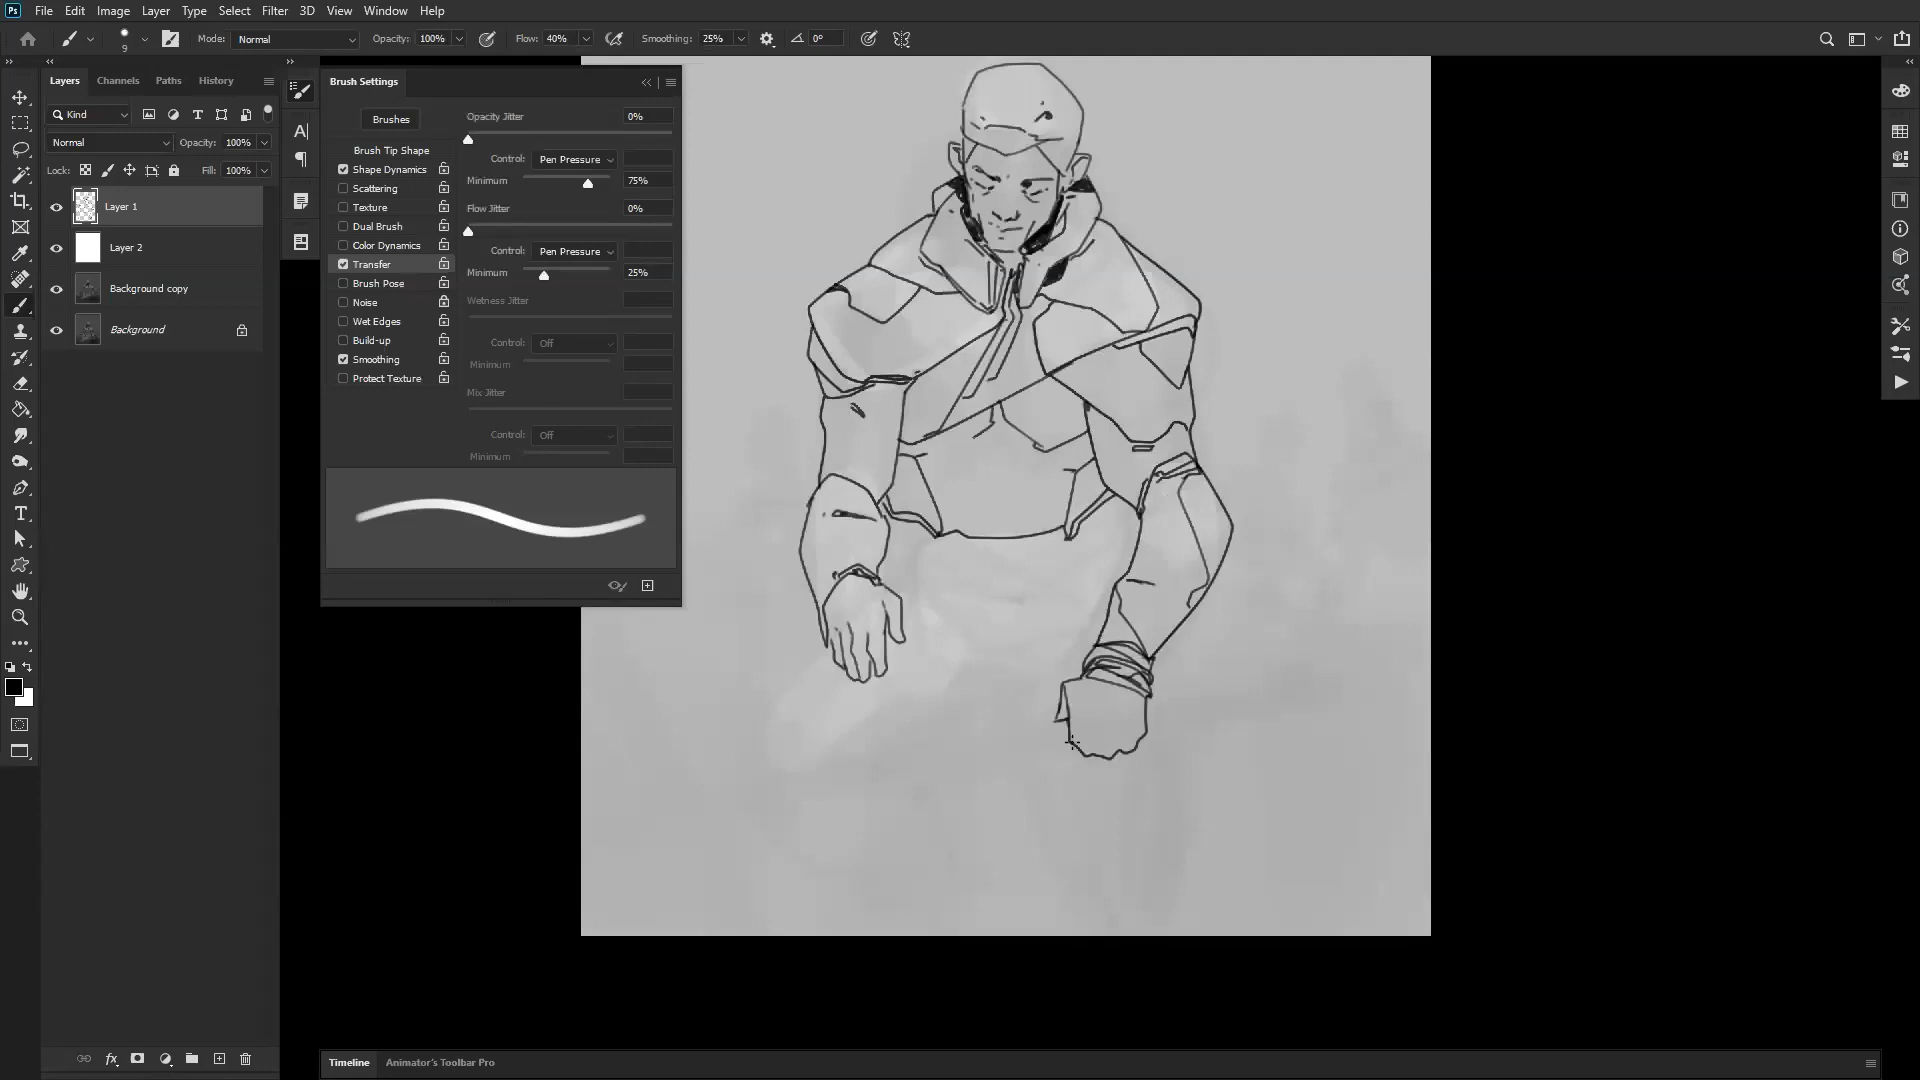 Ps File Edit Image Layer Type Select Filter 3D View Window Help
9 Mode: Normal Opacity: 100% Flow: 40% Smoothing: 25% 0°
Layers Channels Paths History
Kind
Normal Opacity: 100%
Lock: Fill: 100%
Layer 1
Layer 2
Background copy
Background
Brush Settings
Brushes
Brush Tip Shape
Shape Dynamics
Scattering
Texture
Dual Brush
Color Dynamics
Transfer
Brush Pose
Noise
Wet Edges
Build-up
Smoothing
Protect Texture
Opacity Jitter 0%
Control: Pen Pressure
Minimum 75%
Flow Jitter 0%
Control: Pen Pressure
Minimum 25%
Wetness Jitter
Control: Off
Minimum
Mix Jitter
Control: Off
Minimum
Timeline Animator's Toolbar Pro